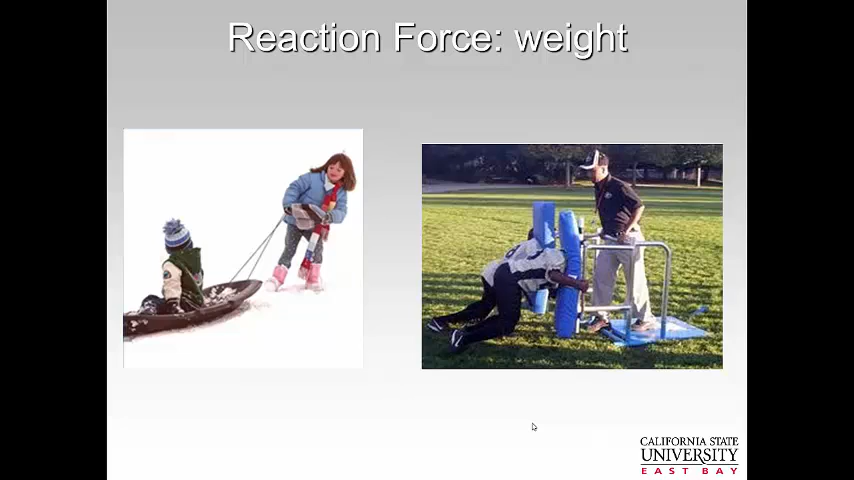 Reaction Force: weight
CALIFORNIA STATE
UNIVERSITY
EAST BAY